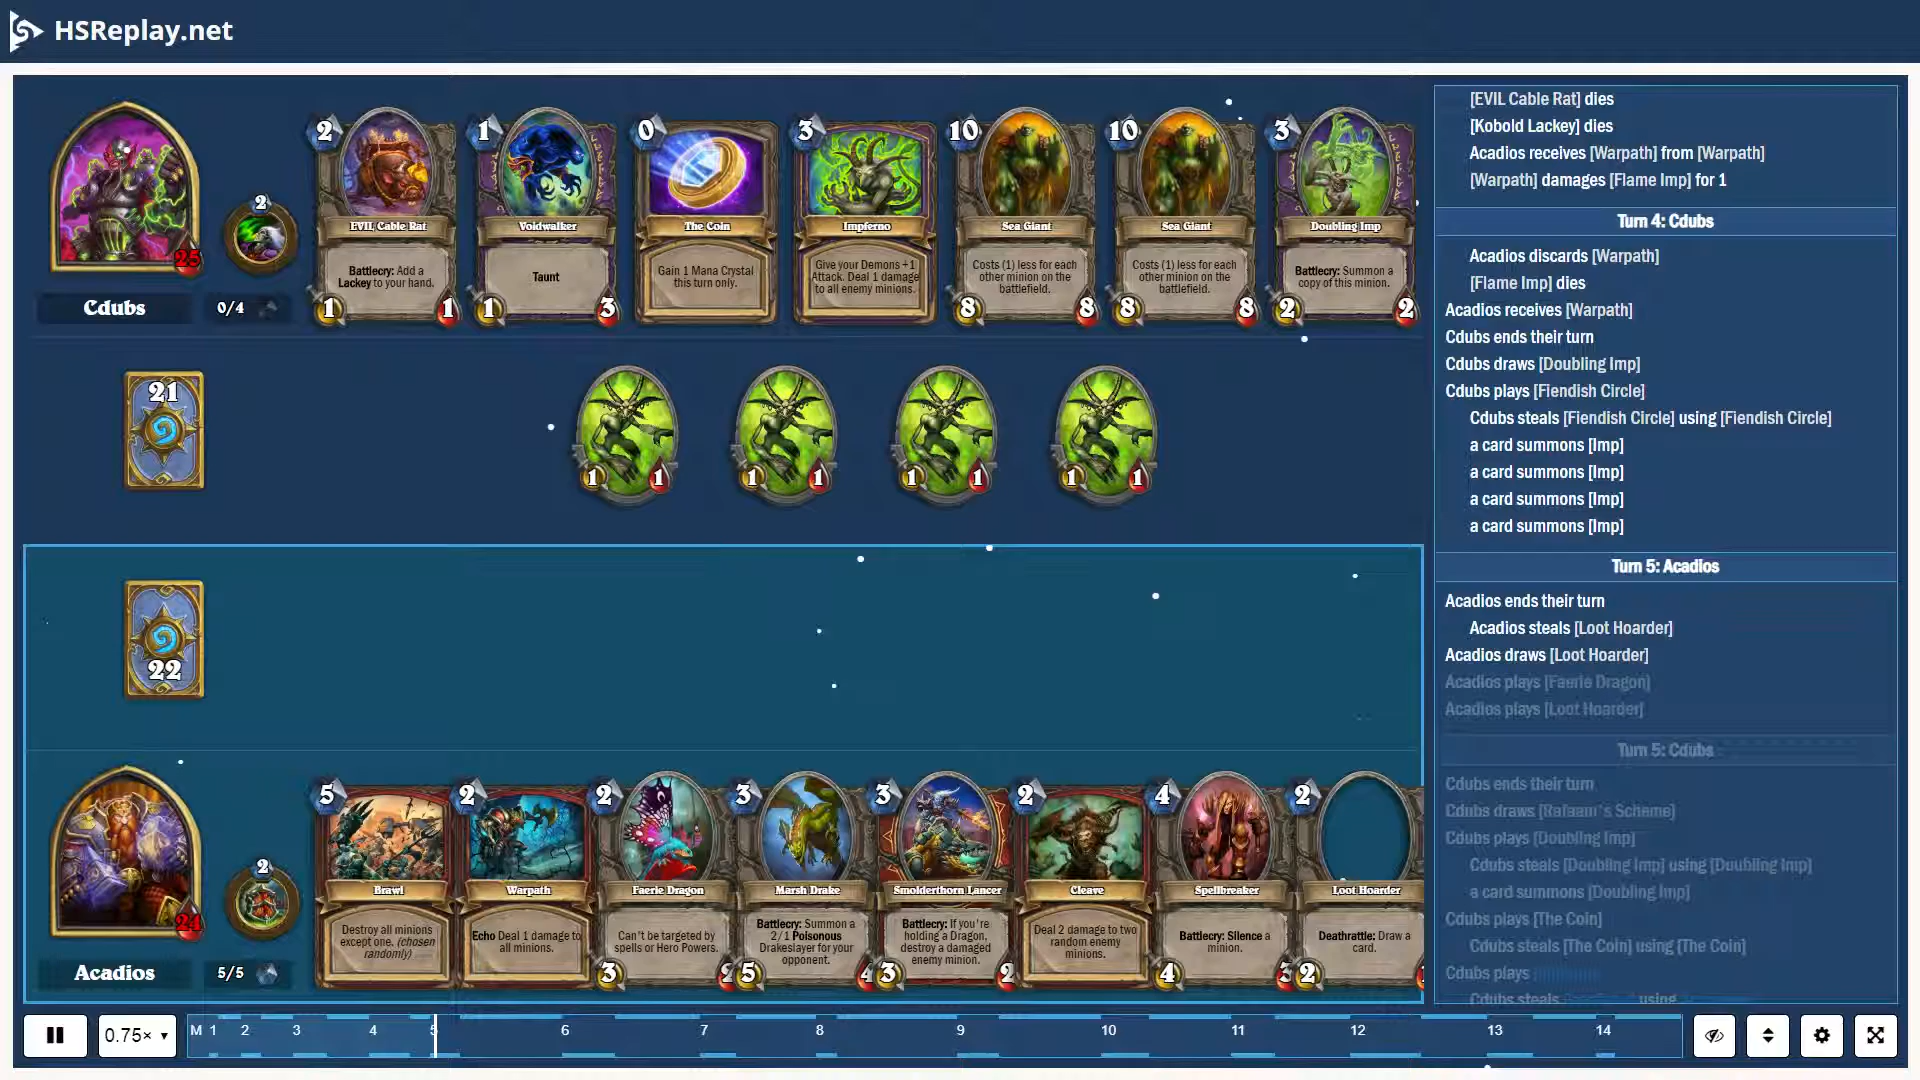 HSReplay.net
2
EVIL Cable Rat
Battlecry: Add a
Lackey to your hand.
1
1
1
Voidwalker
Taunt
1
3
0
The Coin
Gain 1 Mana Crystal
this turn only.
3
Impferno
Give your Demons +1
Attack. Deal 1 damage
to all enemy minions.
10
Sea Giant
Costs (1) less for each
other minion on the
battlefield.
8
8
10
Sea Giant
Costs (1) less for each
other minion on the
battlefield.
8
8
3
Doubling Imp
Battlecry: Summon a
copy of this minion.
2
2
25
2
Cdubs
0/4
21
1
1
1
1
1
1
1
1
22
24
2
Acadios
5/5
5
Brawl
Destroy all minions
except one. (chosen
randomly)
2
Warpath
Echo Deal 1 damage to
all minions.
2
Faerie Dragon
Can't be targeted by
spells or Hero Powers.
3
3
Marsh Drake
Battlecry: Summon a
2/1 Poisonous
Drakeslayer for your
opponent.
5
3
Smolderthorn Lancer
Battlecry: If you're
holding a Dragon,
destroy a damaged
enemy minion.
3
2
2
Cleave
Deal 2 damage to two
random enemy
minions.
4
Spellbreaker
Battlecry: Silence a
minion.
4
2
Loot Hoarder
Deathrattle: Draw a
card.
2
[EVIL Cable Rat] dies
[Kobold Lackey] dies
Acadios receives [Warpath] from [Warpath]
[Warpath] damages [Flame Imp] for 1
Turn 4: Cdubs
Acadios discards [Warpath]
[Flame Imp] dies
Acadios receives [Warpath]
Cdubs ends their turn
Cdubs draws [Doubling Imp]
Cdubs plays [Fiendish Circle]
Cdubs steals [Fiendish Circle] using [Fiendish Circle]
a card summons [Imp]
a card summons [Imp]
a card summons [Imp]
a card summons [Imp]
Turn 5: Acadios
Acadios ends their turn
Acadios steals [Loot Hoarder]
Acadios draws [Loot Hoarder]
Acadios plays [Faerie Dragon]
Acadios plays [Loot Hoarder]
Turn 5: Cdubs
Cdubs ends their turn
Cdubs draws [Rafaam's Scheme]
Cdubs plays [Doubling Imp]
Cdubs steals [Doubling Imp] using [Doubling Imp]
a card summons [Doubling Imp]
Cdubs plays [The Coin]
Cdubs steals [The Coin] using [The Coin]
Cdubs plays
Cdubs steals using
0.75×
M 1 2 3 4 5 6 7 8 9 10 11 12 13 14